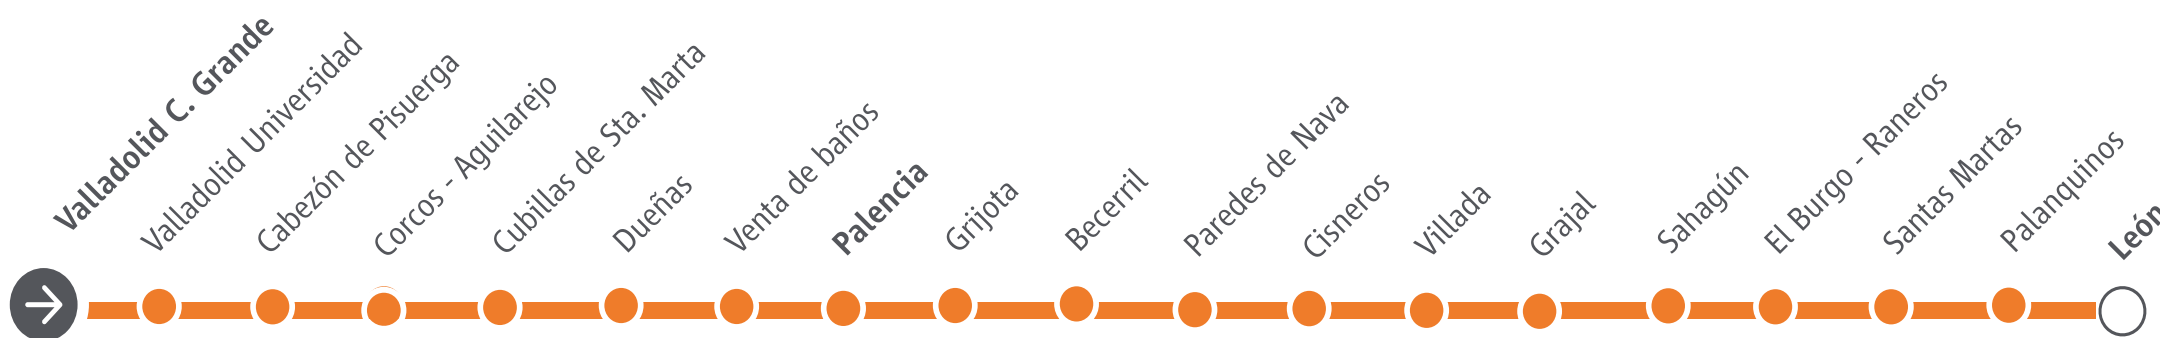 Valladolid C. Grande
Valladolid Universidad
Cabezón de Pisuerga
Corcos - Aguilarejo
Cubillas de Sta. Marta
Dueñas
Venta de baños
Palencia
Grijota
Becerril
Paredes de Nava
Cisneros
Villada
Grajal
Sahagún
El Burgo - Raneros
Santas Martas
Palanquinos
León